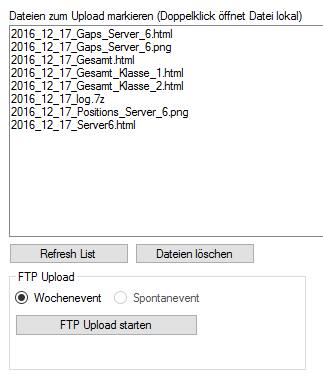 Dateien zum Upload markieren (Doppelklick öffnet Datei lokal)
2016_12_17_Gaps_Server_6.html
2016_12_17_Gaps_Server_6.png
2016_12_17_Gesamt.html
2016_12_17_Gesamt_Klasse_1.html
2016_12_17_Gesamt_Klasse_2.html
2016_12_17_log.7z
2016_12_17_Positions_Server_6.png
2016_12_17_Server6.html
Refresh List
Dateien löschen
FTP Upload
Wochenevent
Spontanevent
FTP Upload starten